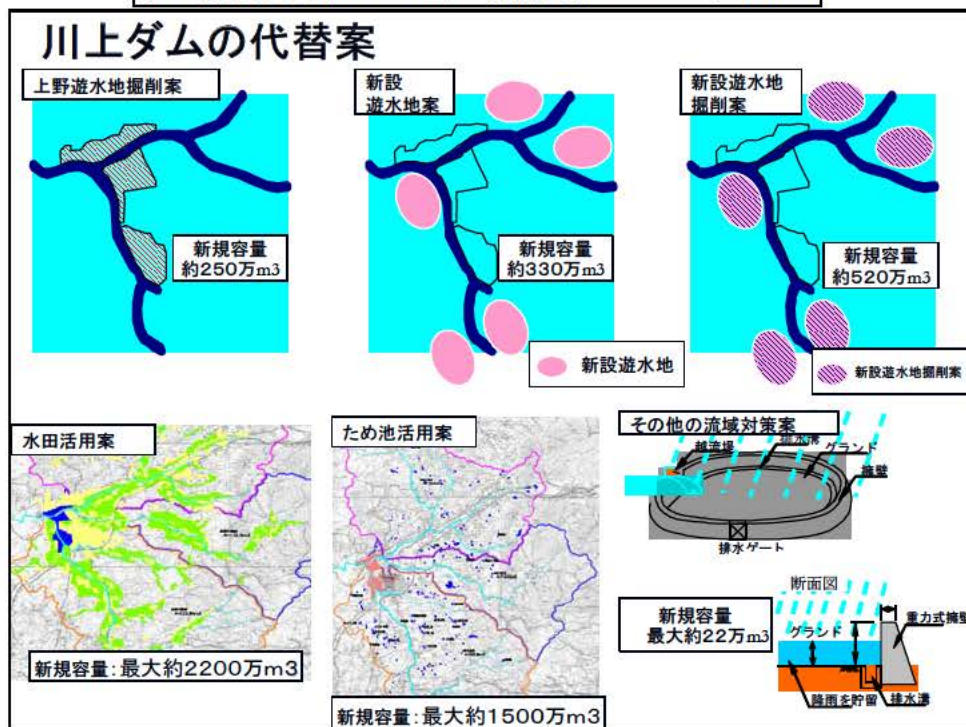 川上ダムの代替案
上野遊水地掘削案
新規容量
約250万m3
新設
遊水地案
新規容量
約330万m3
新設遊水地
新設遊水地
掘削案
新規容量
約520万m3
新設遊水地掘削案
水田活用案
新規容量:最大約2200万m3
ため池活用案
新規容量:最大約1500万m3
その他の流域対策案
越流堤
排水溝
グランド
擁壁
排水ゲート
断面図
新規容量
最大約22万m3
グランド
重力式擁壁
降雨を貯留
排水溝